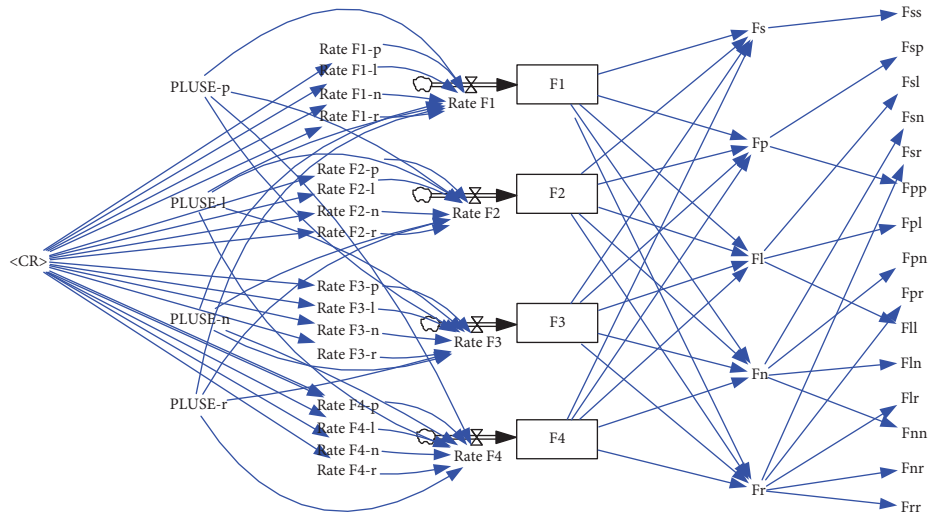 <CR>
PLUSE-p
PLUSE-l
PLUSE-n
PLUSE-r
Rate F1-p
Rate F1-l
Rate F1-n
Rate F1-r
Rate F2-p
Rate F2-l
Rate F2-n
Rate F2-r
Rate F3-p
Rate F3-l
Rate F3-n
Rate F3-r
Rate F4-p
Rate F4-l
Rate F4-n
Rate F4-r
Rate F1
Rate F2
Rate F3
Rate F4
F1
F2
F3
F4
Fs
Fp
Fl
Fn
Fr
Fss
Fsp
Fsl
Fsn
Fsr
Fpp
Fpl
Fpn
Fpr
Fll
Fln
Flr
Fnn
Fnr
Frr